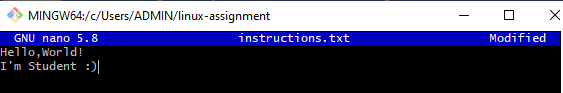 MINGW64:/c/Users/ADMIN/linux-assignment
GNU nano 5.8 instructions.txt Modified
Hello,World!
I'm Student :)